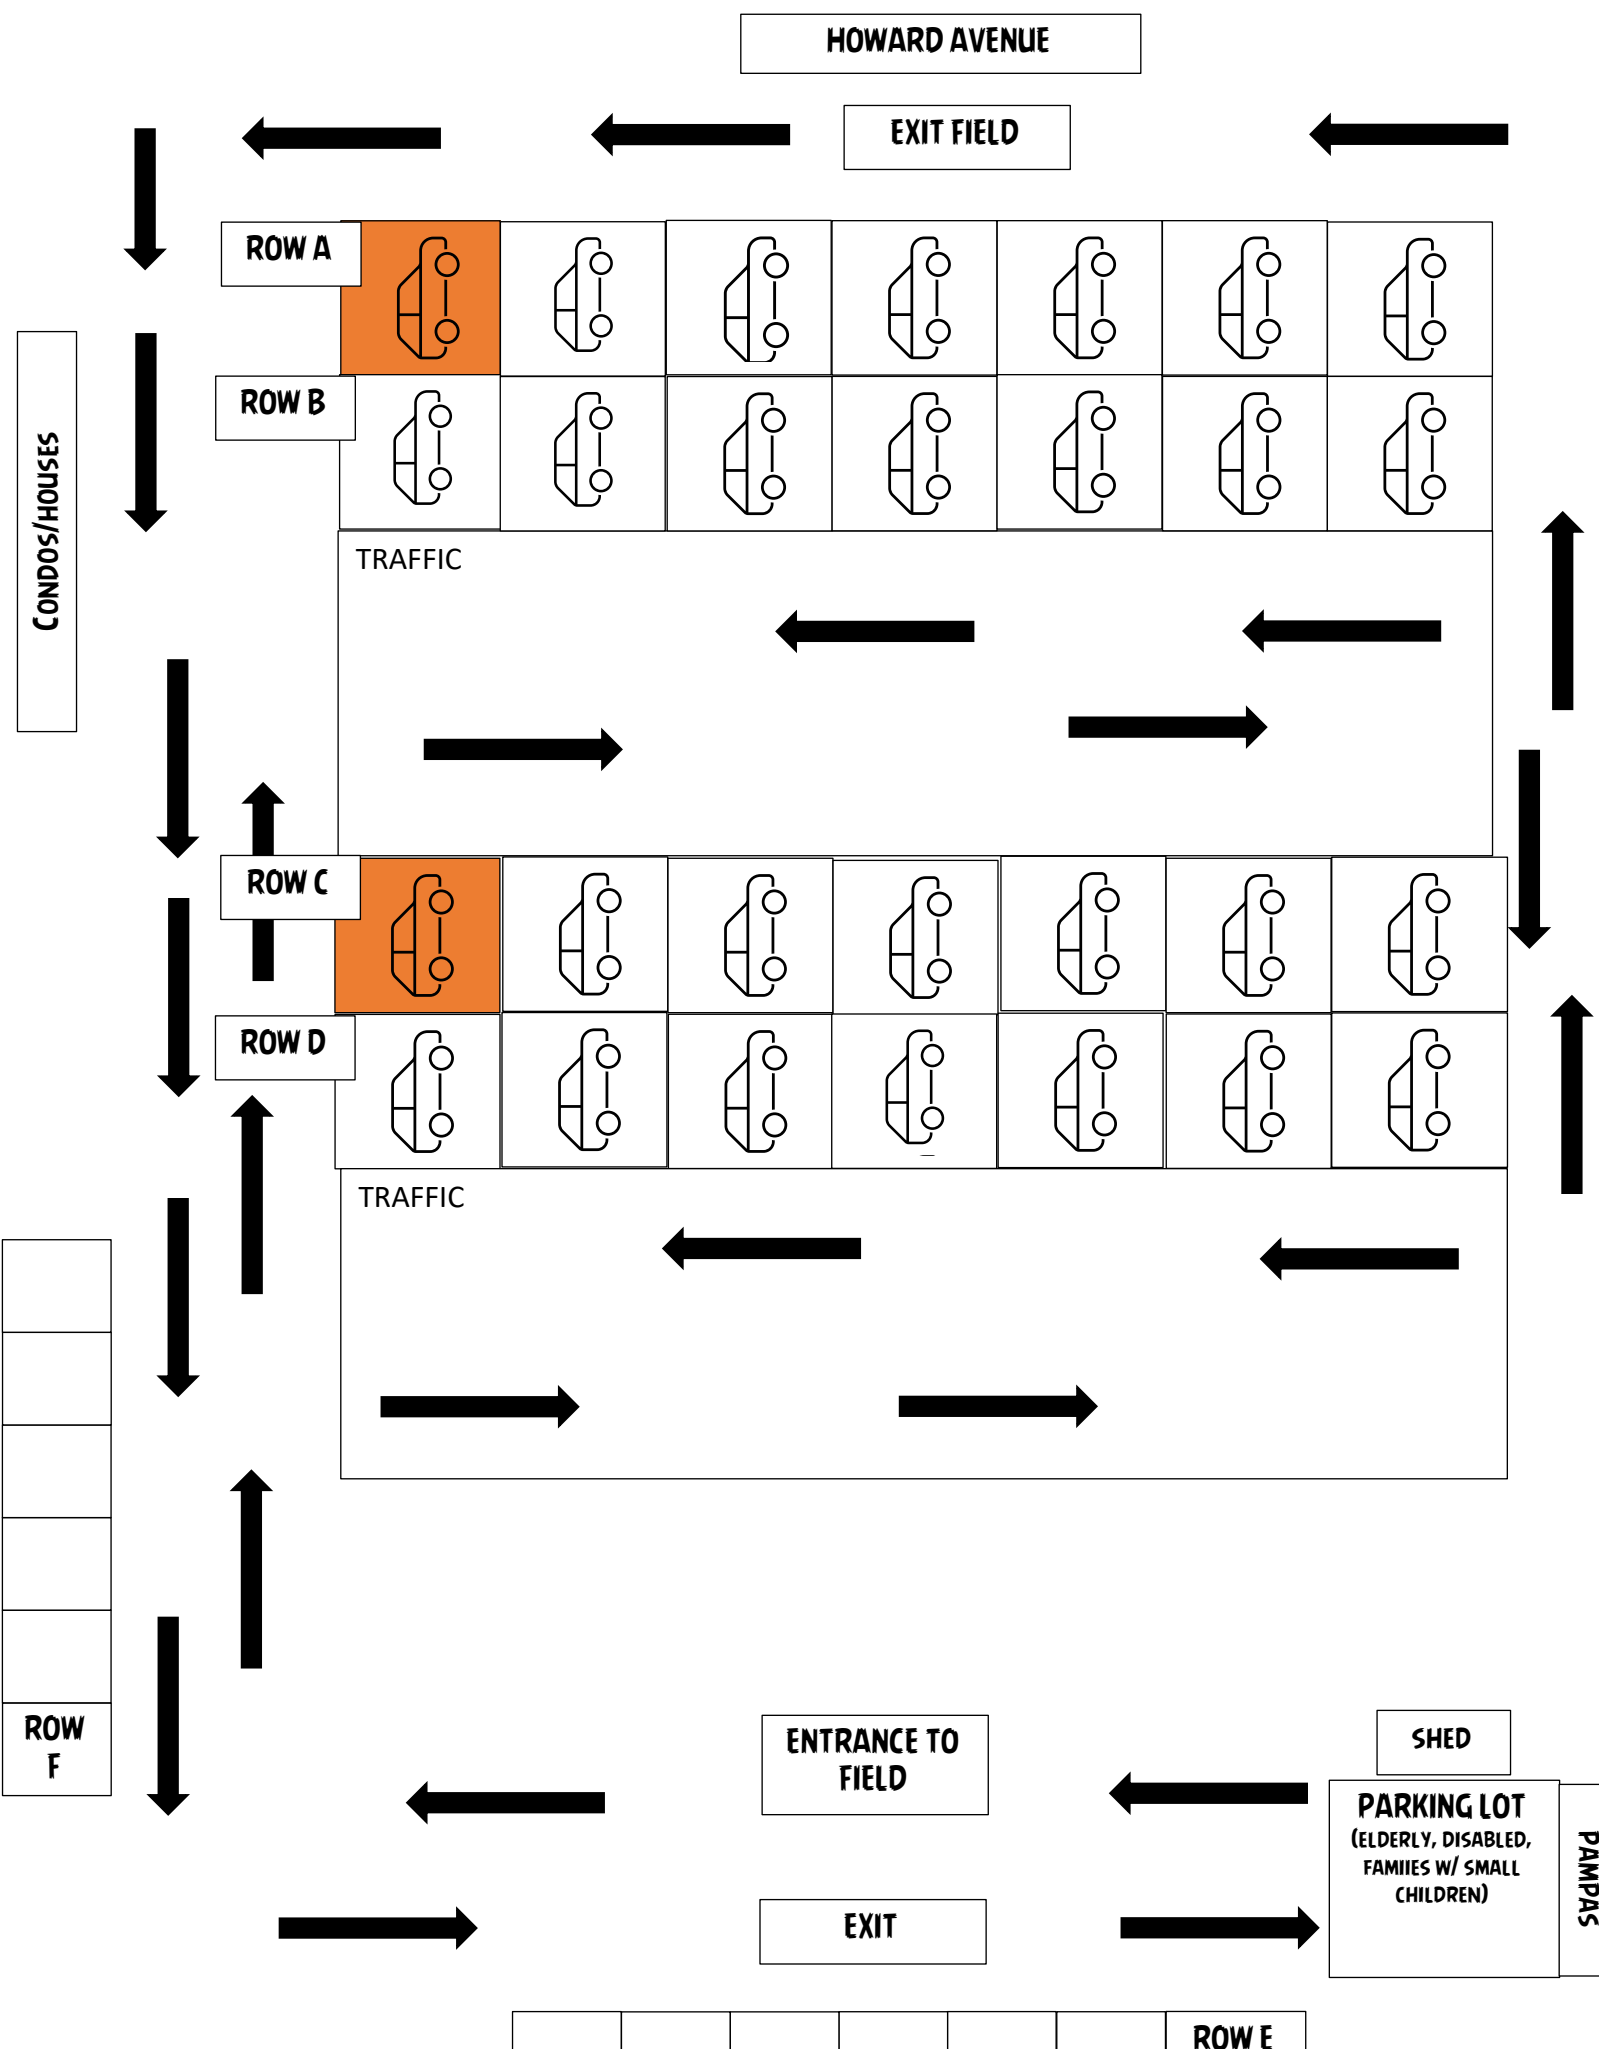 HOWARD AVENUE
EXIT FIELD
ROW A
ROW B
CONDOS/HOUSES
TRAFFIC
ROW C
ROW D
TRAFFIC
ROW
F
ENTRANCE TO
FIELD
SHED
PARKING LOT
(ELDERLY, DISABLED,
FAMIIES W/ SMALL
CHILDREN)
PAMPAS
EXIT
ROW E